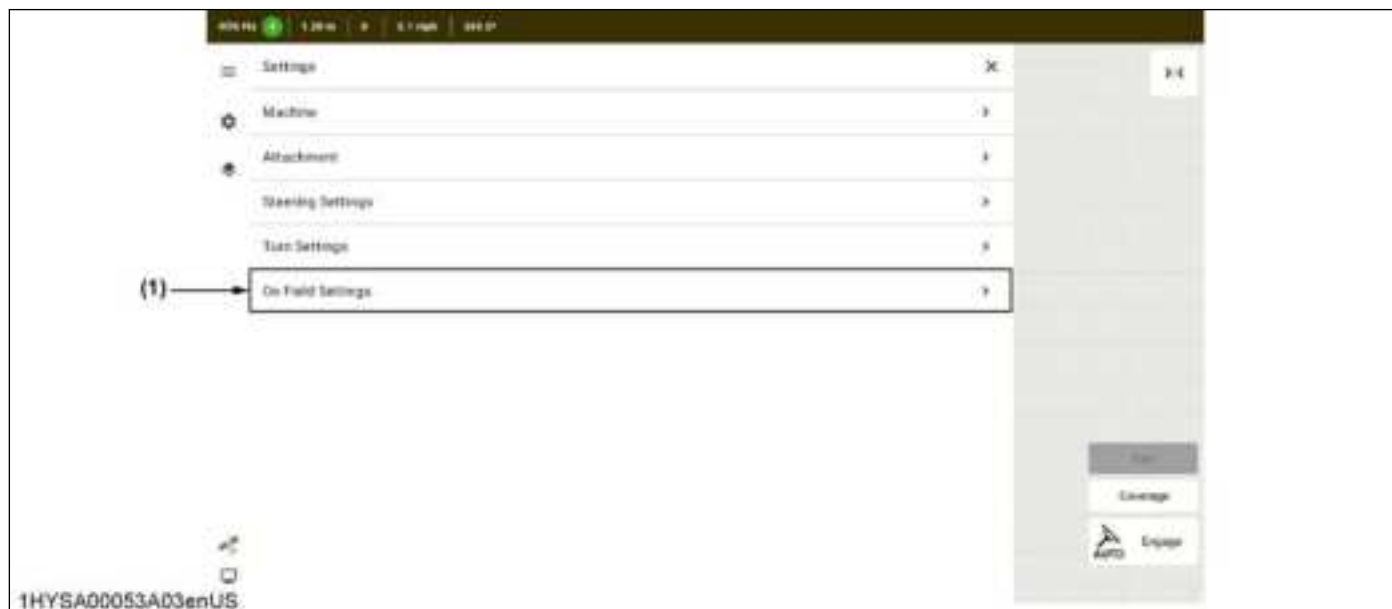 Settings
Machine
Attachment
Steering Settings
Turn Settings
(1)
On Field Settings
Coverage
AUTO Engage
1HYSA00053A03enUS